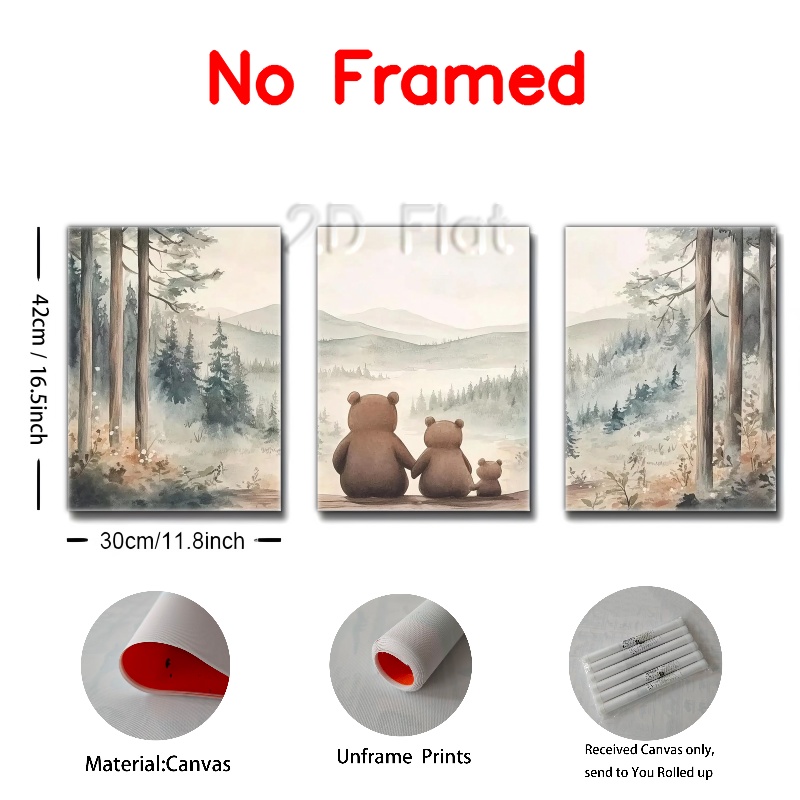 No Framed
2D Flat
42cm / 16.5inch
30cm/11.8inch
Material:Canvas
Unframe Prints
Received Canvas only,
send to You Rolled up